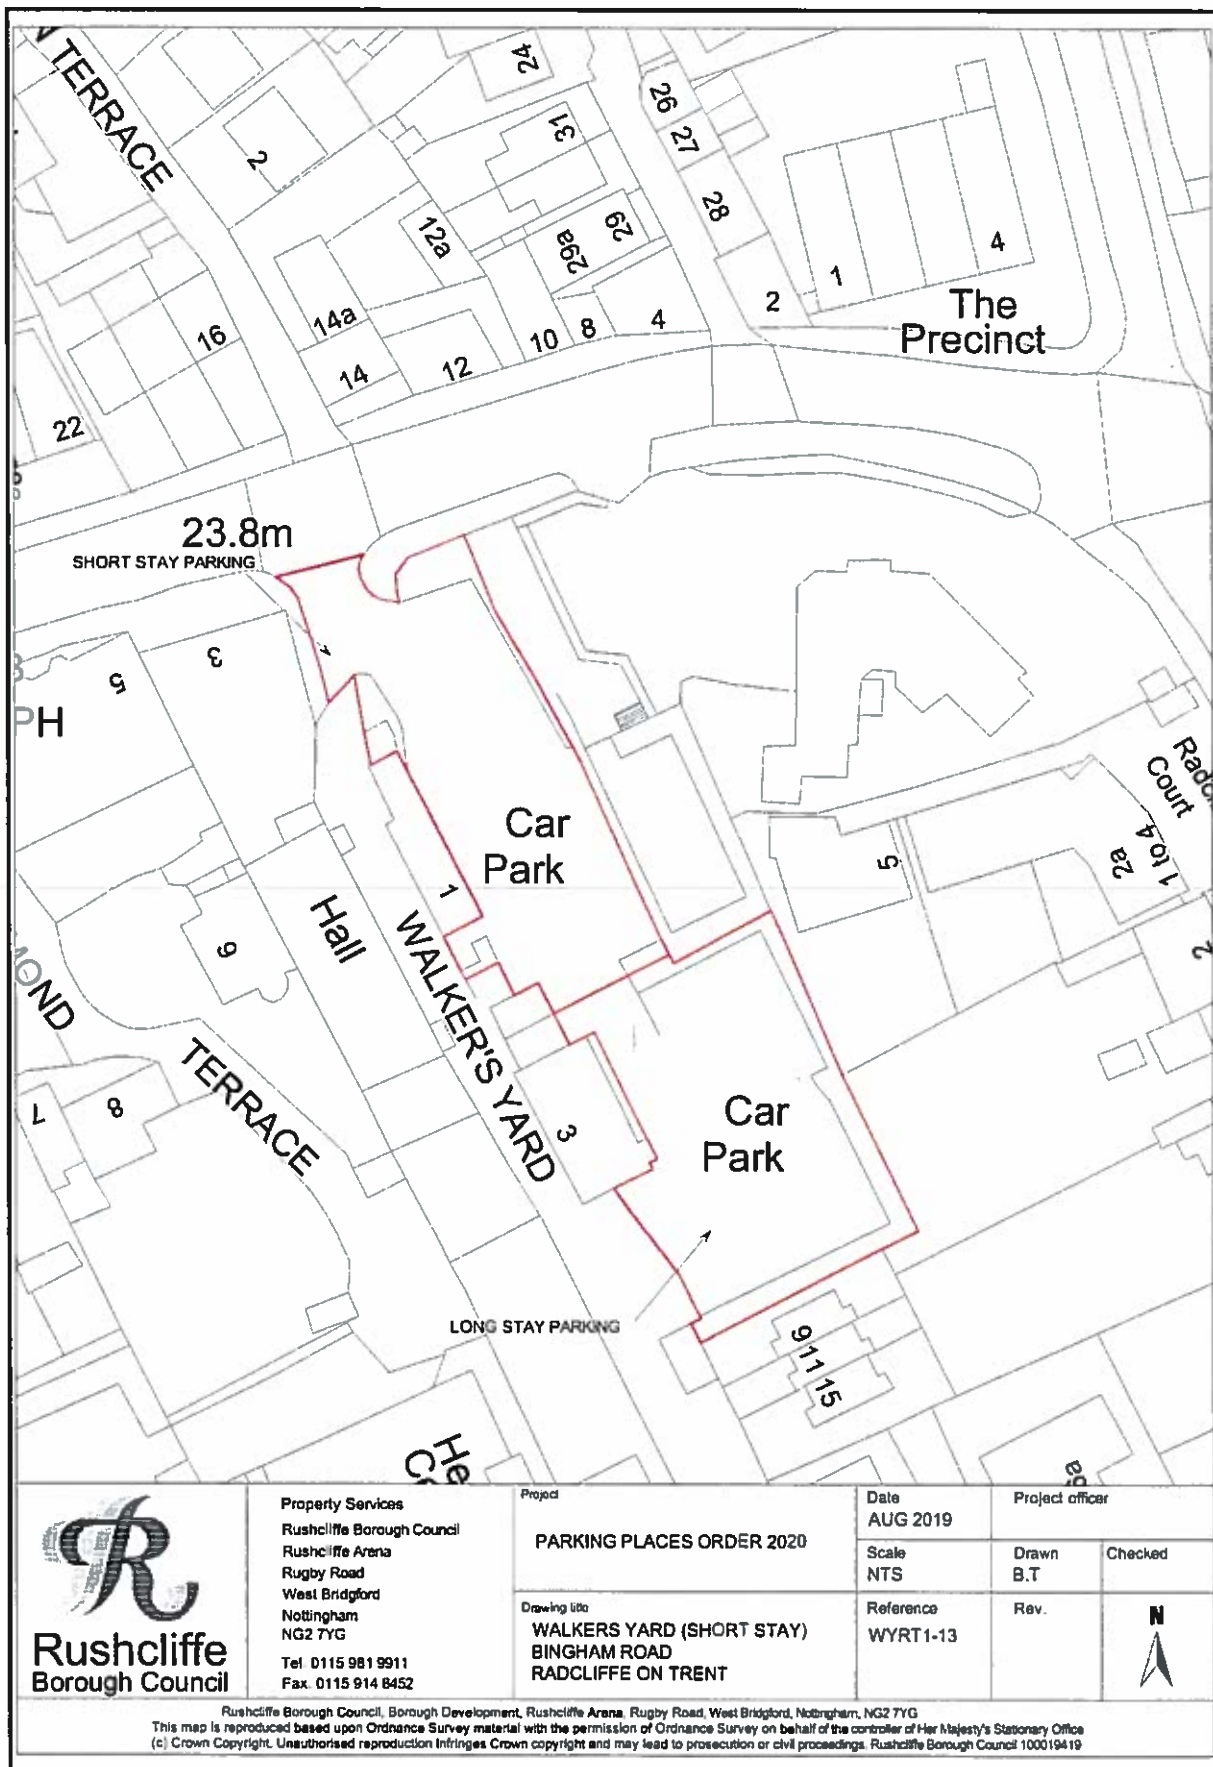 TERRACE
24
2
31
26
27
28
12a
29a
29
1
4
2
The
Precinct
14a
16
14
12
10
8
4
22
23.8m
SHORT STAY PARKING
3
5
PH
Car
Park
1
Hall
WALKER'S YARD
9
5
Court
1 to 4
2a
2
TERRACE
7
8
3
Car
Park
LONG STAY PARKING
9 11 15
Rushcliffe
Borough Council
Property Services
Rushcliffe Borough Council
Rushcliffe Arena
Rugby Road
West Bridgford
Nottingham
NG2 7YG
Tel 0115 981 9911
Fax. 0115 914 8452
Project
PARKING PLACES ORDER 2020
Drawing title
WALKERS YARD (SHORT STAY)
BINGHAM ROAD
RADCLIFFE ON TRENT
Date
AUG 2019
Project officer
Scale
NTS
Drawn
B.T
Checked
Reference
WYRT1-13
Rev.
N
Rushcliffe Borough Council, Borough Development, Rushcliffe Arena, Rugby Road, West Bridgford, Nottingham, NG2 7YG
This map is reproduced based upon Ordnance Survey material with the permission of Ordnance Survey on behalf of the controller of Her Majesty's Stationary Office
(c) Crown Copyright. Unauthorised reproduction infringes Crown copyright and may lead to prosecution or civil proceedings. Rushcliffe Borough Council 100019419